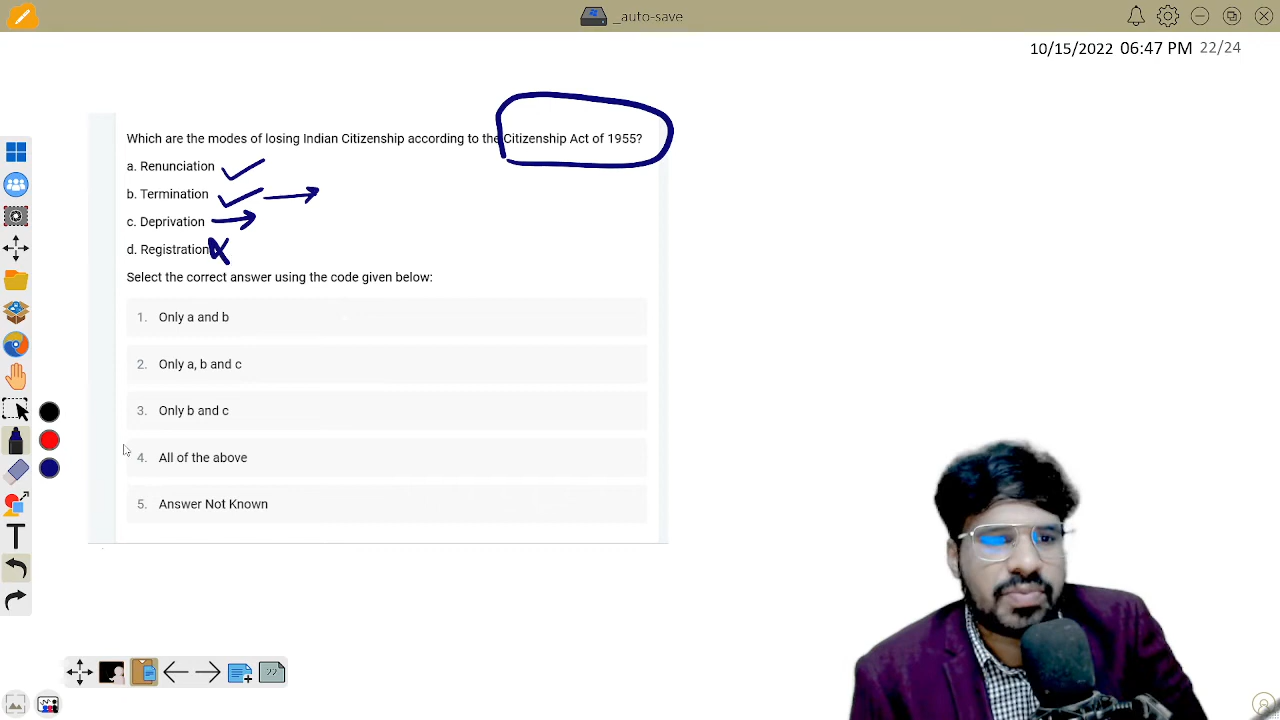 _auto-save
10/15/2022 06:47 PM 22/24
Which are the modes of losing Indian Citizenship according to the Citizenship Act of 1955?
a. Renunciation
b. Termination
c. Deprivation
d. Registration
Select the correct answer using the code given below:
1. Only a and b
2. Only a, b and c
3. Only b and c
4. All of the above
5. Answer Not Known
T
22